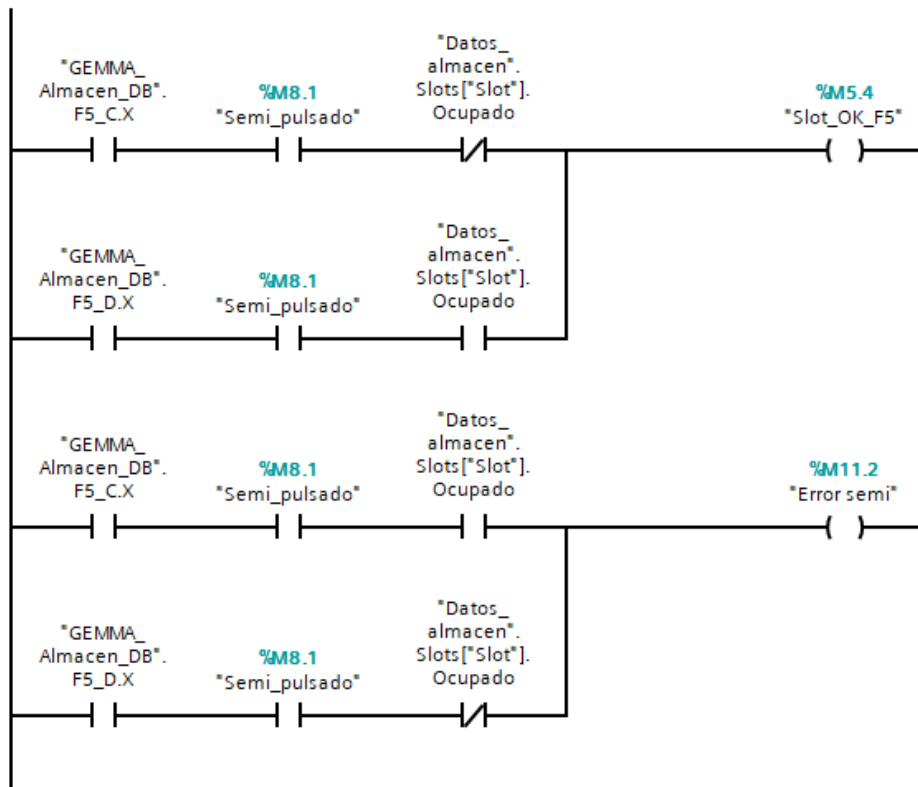 "GEMMA_
Almacen_DB".
F5_C.X
%M8.1
"Semi_pulsado"
"Datos_
almacen".
Slots["Slot"].
Ocupado
%M5.4
"Slot_OK_F5"
"GEMMA_
Almacen_DB".
F5_D.X
%M8.1
"Semi_pulsado"
"Datos_
almacen".
Slots["Slot"].
Ocupado
"GEMMA_
Almacen_DB".
F5_C.X
%M8.1
"Semi_pulsado"
"Datos_
almacen".
Slots["Slot"].
Ocupado
%M11.2
"Error semi"
"GEMMA_
Almacen_DB".
F5_D.X
%M8.1
"Semi_pulsado"
"Datos_
almacen".
Slots["Slot"].
Ocupado